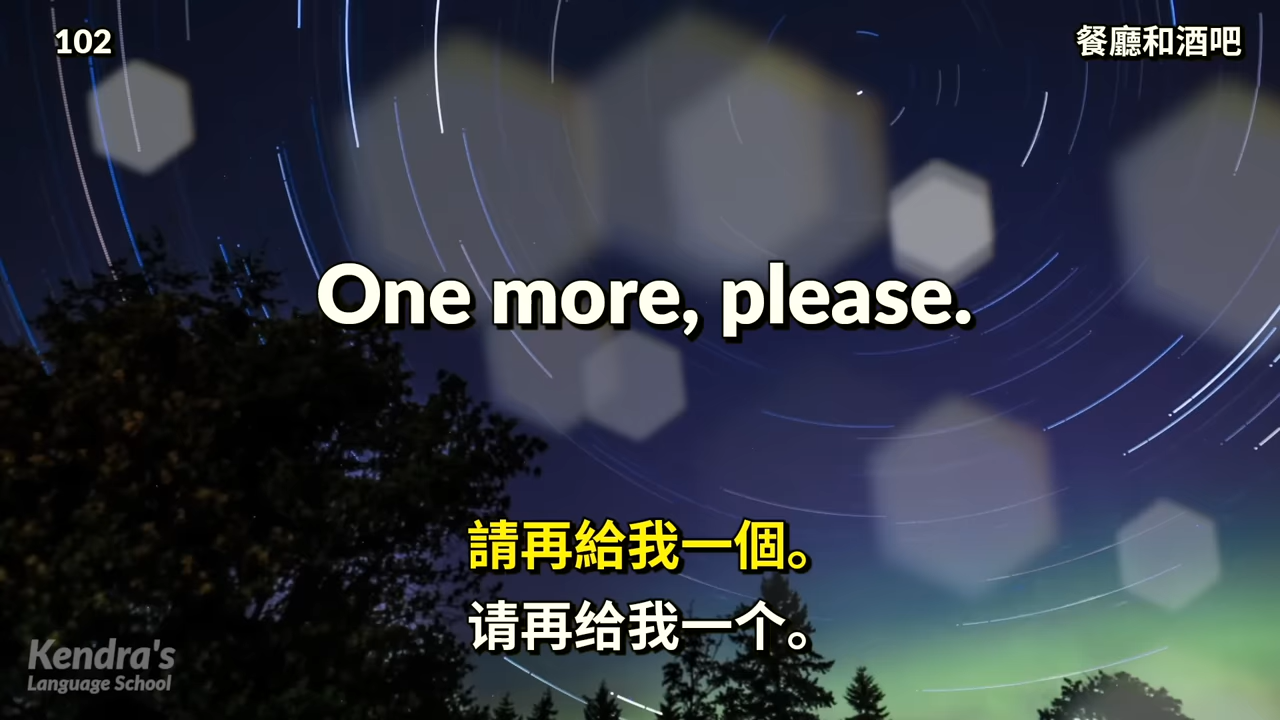 102
餐廳和酒吧
One more, please.
請再給我一個。
请再给我一个。
Kendra's
Language School